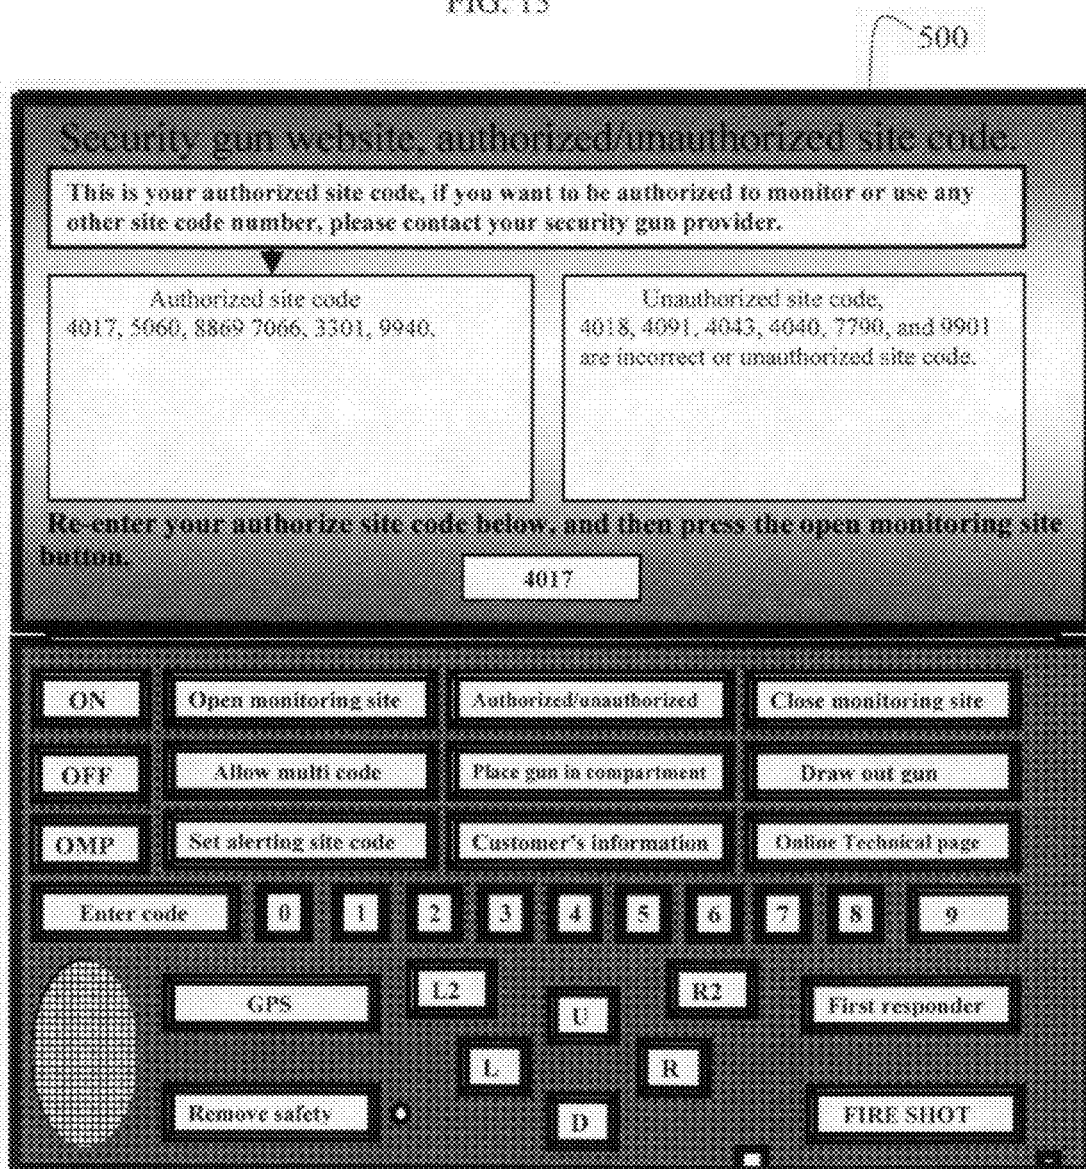 FIG. 15
500
Security gun website, authorized/unauthorized site code.
This is your authorized site code, if you want to be authorized to monitor or use any
other site code number, please contact your security gun provider.
Authorized site code
4017, 5060, 8869 7066, 3301, 9940.
Unauthorized site code,
4018, 4091, 4043, 4040, 7790, and 9901
are incorrect or unauthorized site code.
Re-enter your authorize site code below, and then press the open monitoring site
button.
4017
ON Open monitoring site Authorized/unauthorized Close monitoring site
OFF Allow multi code Place gun in compartment Draw out gun
OMP Set alerting site code Customer's information Online Technical page
Enter code 0 1 2 3 4 5 6 7 8 9
GPS L2 U R2 First responder
L R
Remove safety D FIRE SHOT